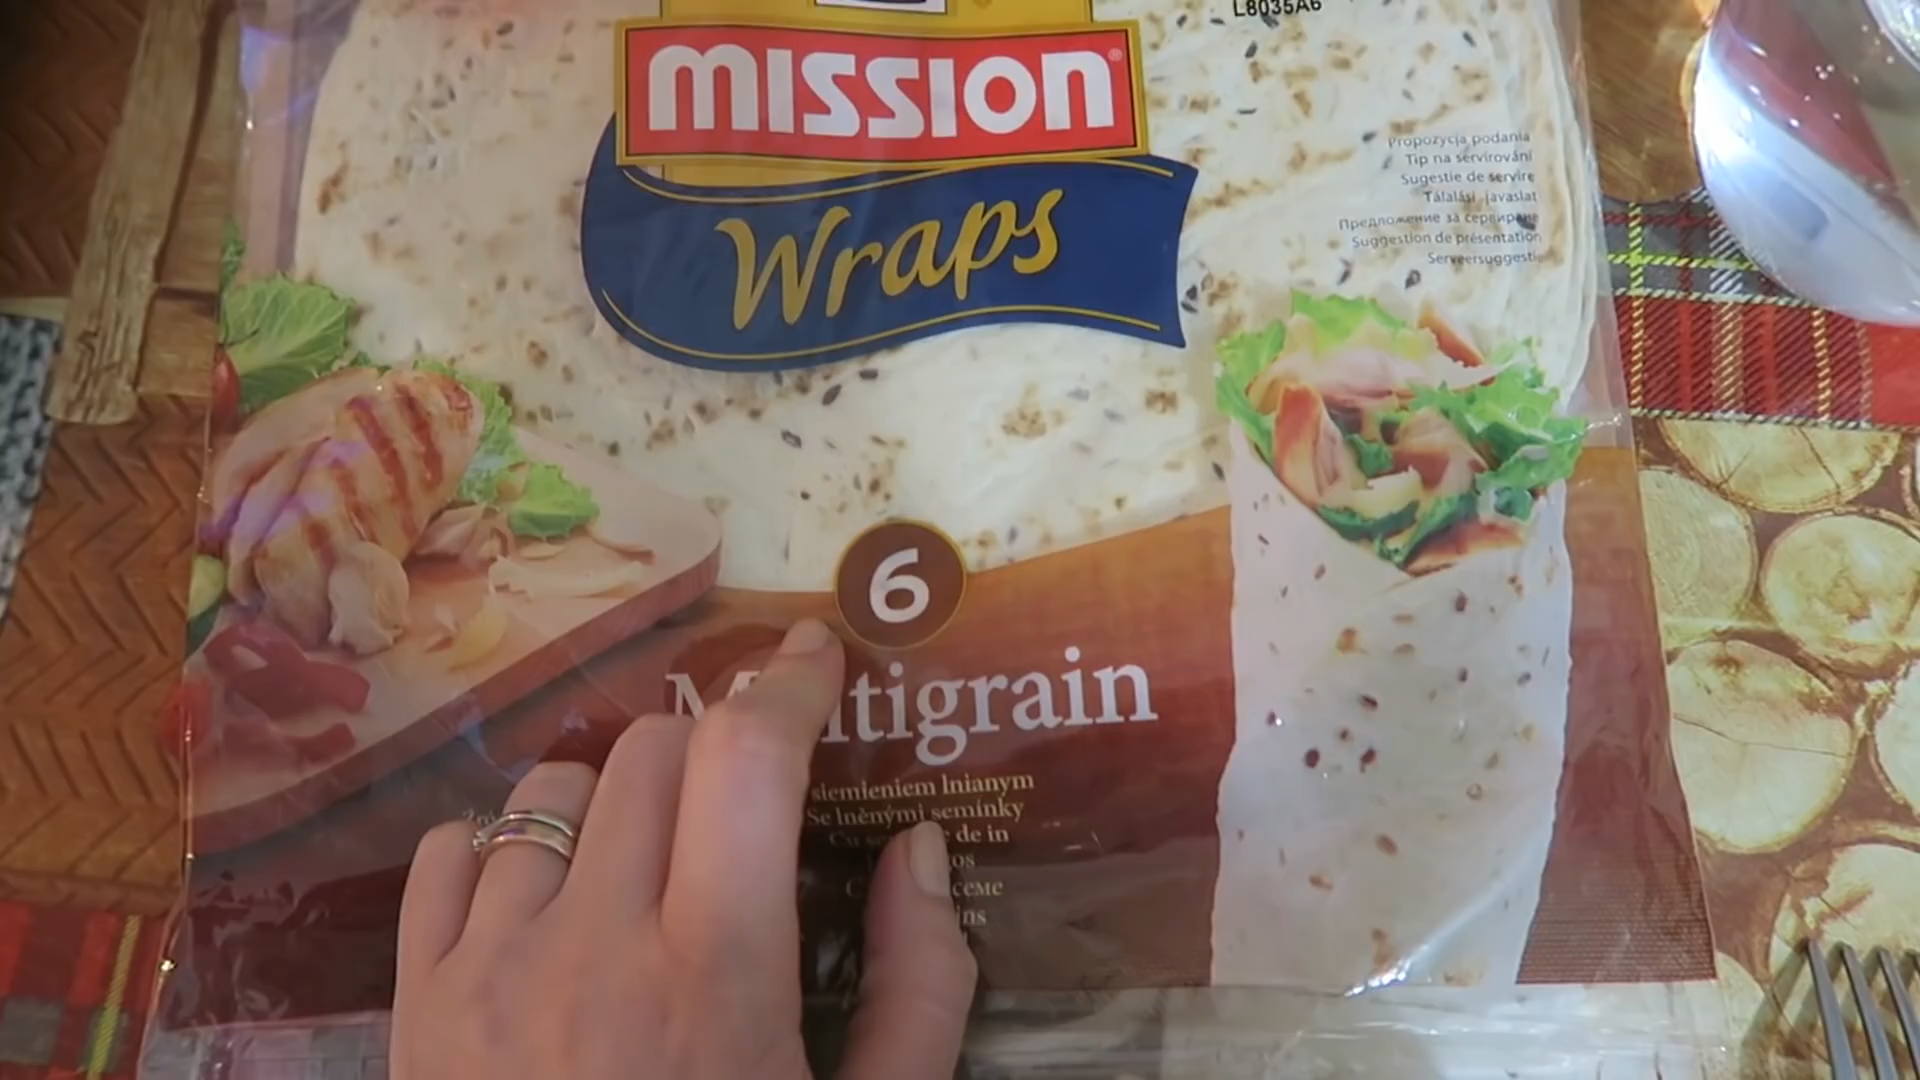 L8035A6
MISSION®
Wraps
Propozycja podania
Tip na servírování
Sugestie de servire
Tálalási javaslat
Предложение за сервиране
Suggestion de présentation
6
tigrain
siemieniem lnianym
Se lněnými semínky
Cu de in